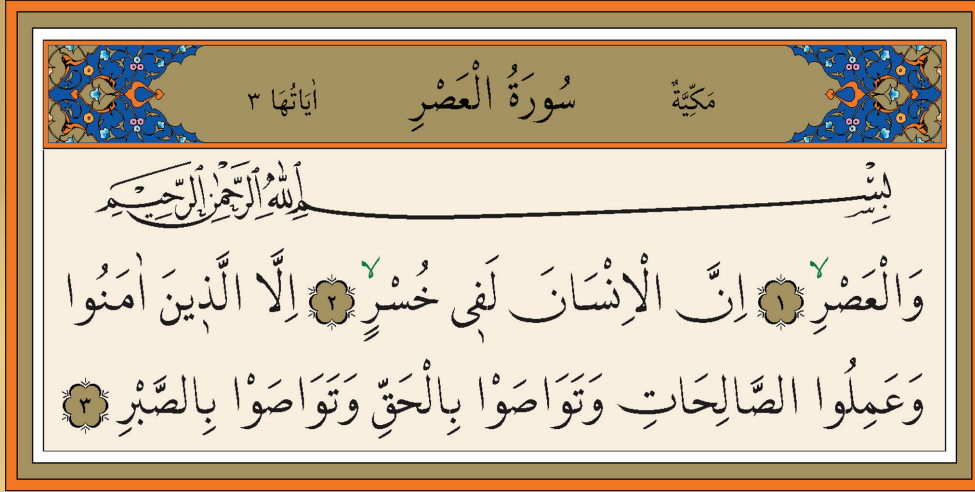 مَكِّيَّةٌ سُورَةُ الْعَصْرِ اٰيَاتُهَا ٣
بِسْمِ اللّٰهِ الرَّحْمٰنِ الرَّحِيمِ
وَالْعَصْرِۙ ١ اِنَّ الْاِنْسَانَ لَفٖى خُسْرٍۙ ٢ اِلَّا الَّذٖينَ اٰمَنُوا
وَعَمِلُوا الصَّالِحَاتِ وَتَوَاصَوْا بِالْحَقِّ وَتَوَاصَوْا بِالصَّبْرِ ٣